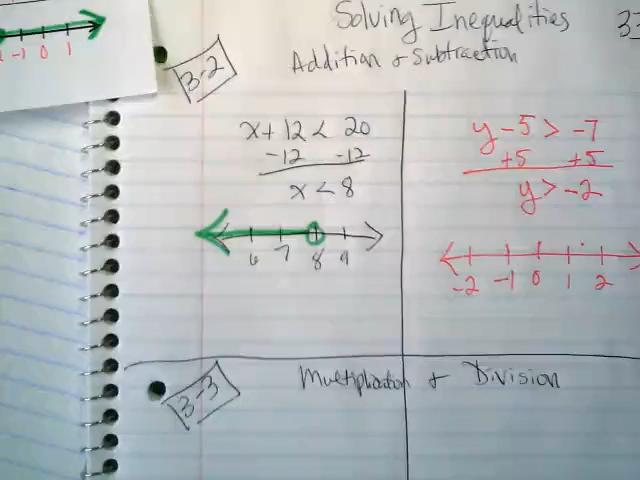 Solving Inequalities
3-2
Addition & Subtraction
-1 0 1
x + 12 < 20
-12 -12
x < 8
6 7 8 9
y - 5 > -7
+5 +5
y > -2
-2 -1 0 1 2
3-3
Multiplication & Division